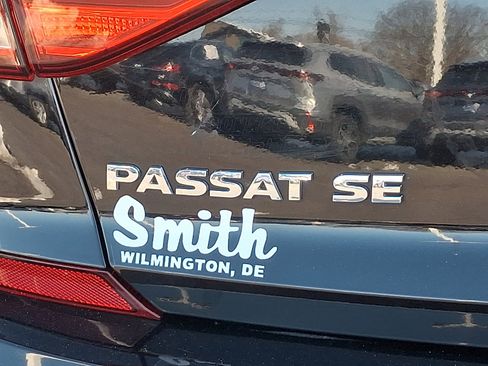 PASSAT SE
Smith
WILMINGTON, DE